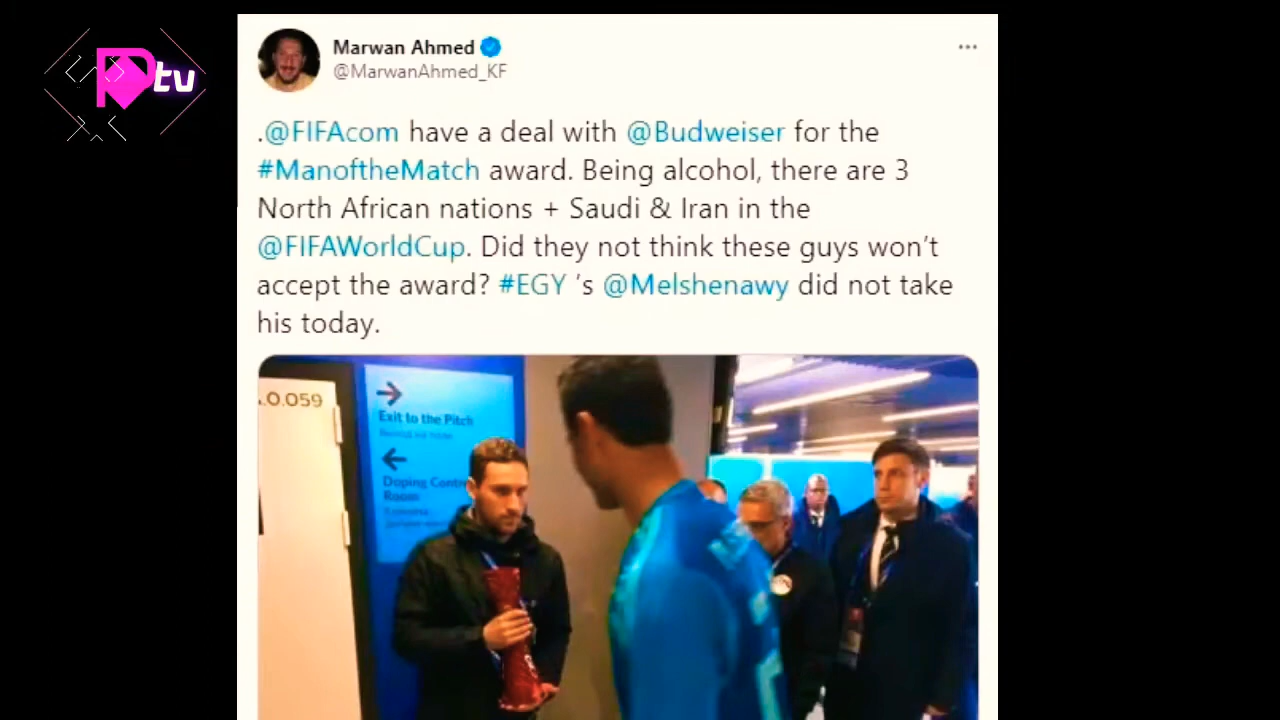 tv
Marwan Ahmed
@MarwanAhmed_KF
.@FIFAcom have a deal with @Budweiser for the
#ManoftheMatch award. Being alcohol, there are 3
North African nations + Saudi & Iran in the
@FIFAWorldCup. Did they not think these guys won’t
accept the award? #EGY ’s @Melshenawy did not take
his today.
.0.059
Exit to the Pitch
Doping Contr
Room